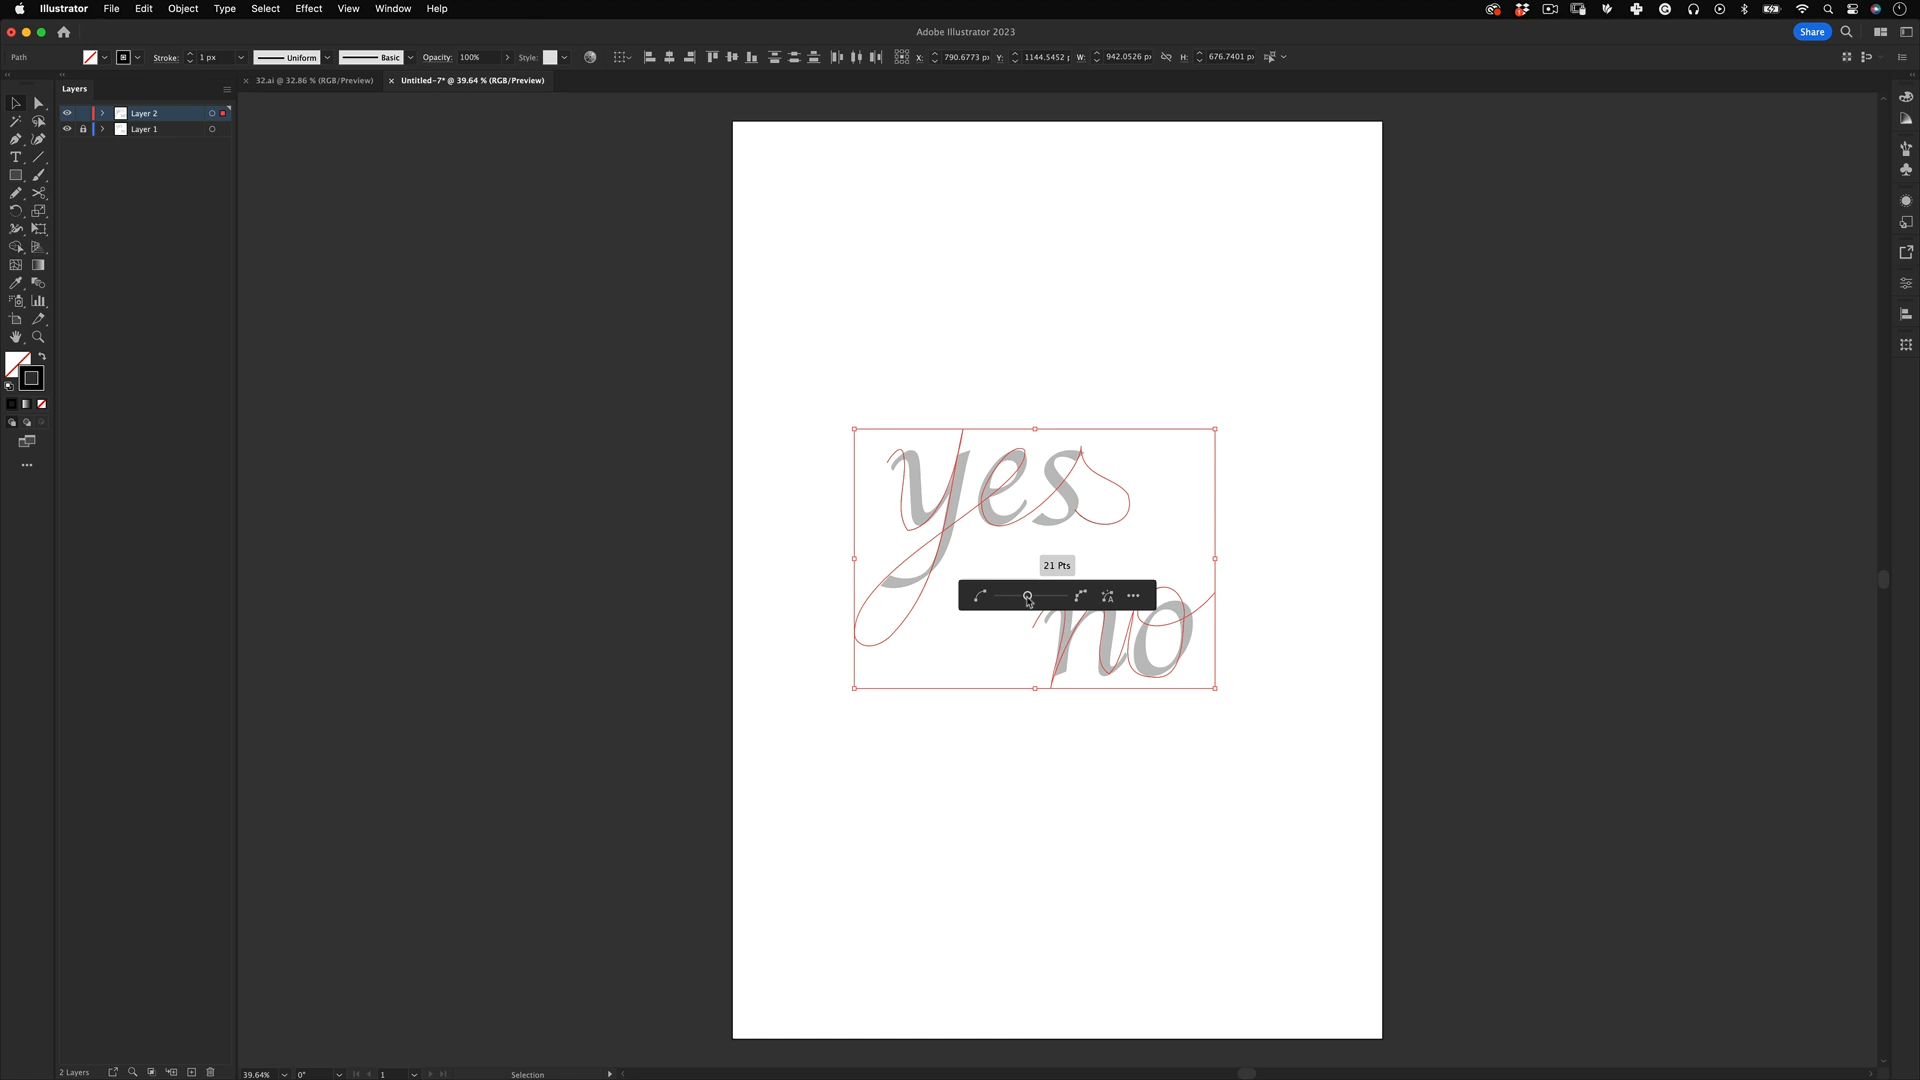 Illustrator File Edit Object Type Select Effect View Window Help
Adobe Illustrator 2023
Share
Path Stroke: 1 px Uniform Basic Opacity: 100% Style: X: 790.6773 p› Y: 1144.5452 p W: 942.0526 p› H: 676.7401 p›
Layers
32.ai @ 32.86 % (RGB/Preview)
Untitled-7* @ 39.64 % (RGB/Preview)
Layer 2
Layer 1
yes
21 Pts
no
2 Layers
39.64% 0° 1 Selection